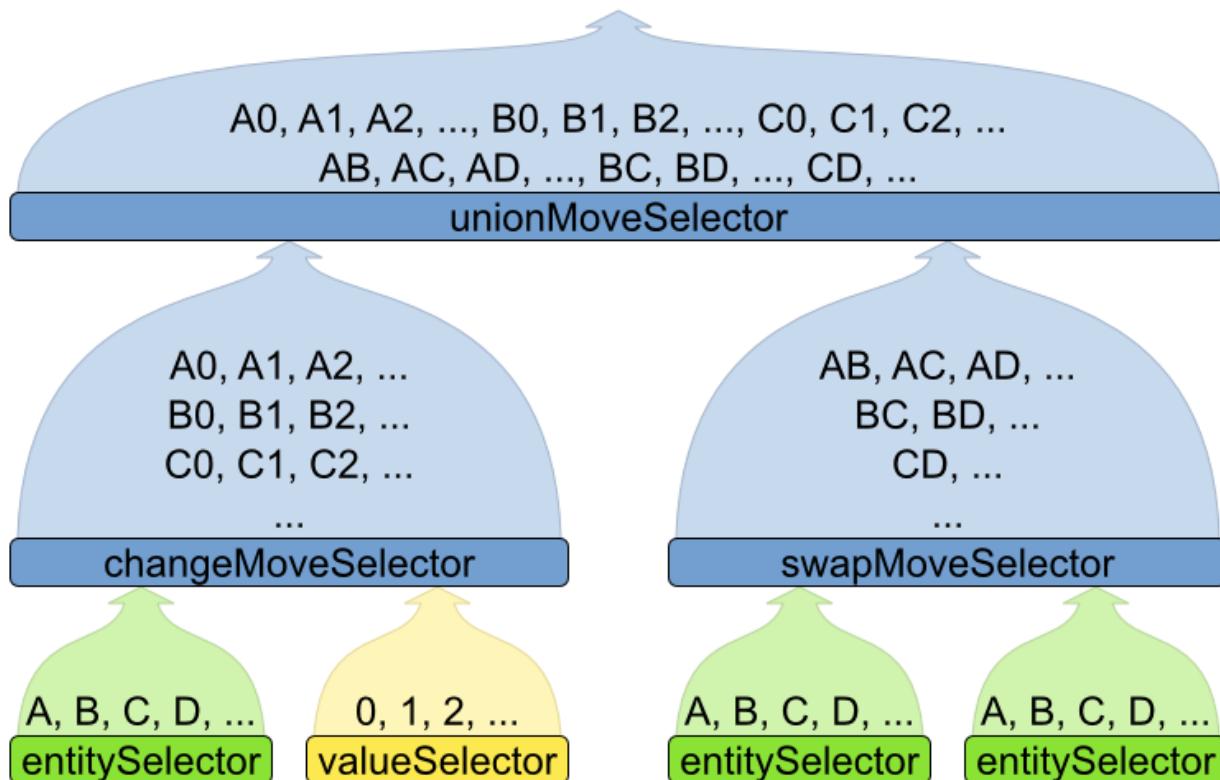 A0, A1, A2, ..., B0, B1, B2, ..., C0, C1, C2, ...
AB, AC, AD, ..., BC, BD, ..., CD, ...
unionMoveSelector
A0, A1, A2, ...
B0, B1, B2, ...
C0, C1, C2, ...
...
changeMoveSelector
AB, AC, AD, ...
BC, BD, ...
CD, ...
...
swapMoveSelector
A, B, C, D, ...
entitySelector
0, 1, 2, ...
valueSelector
A, B, C, D, ...
entitySelector
A, B, C, D, ...
entitySelector